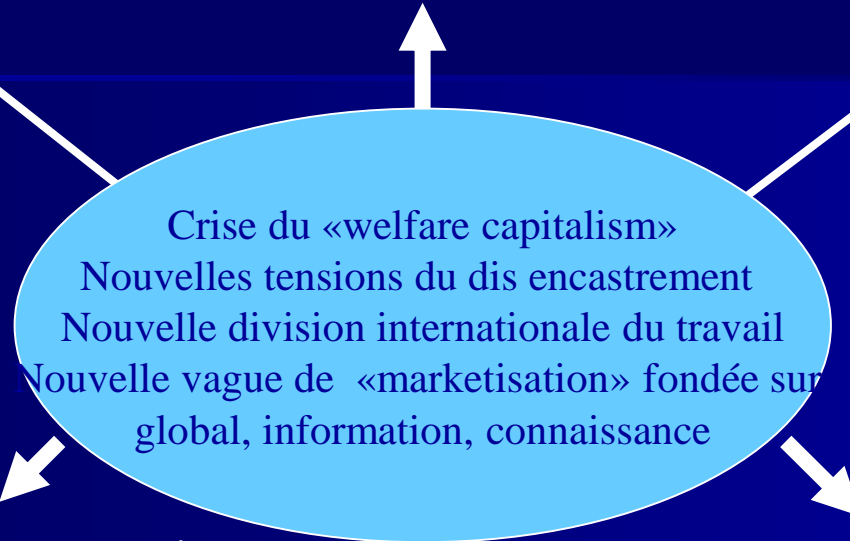 Crise du «welfare capitalism»
Nouvelles tensions du dis encastrement
Nouvelle division internationale du travail
Nouvelle vague de «marketisation» fondée sur
global, information, connaissance